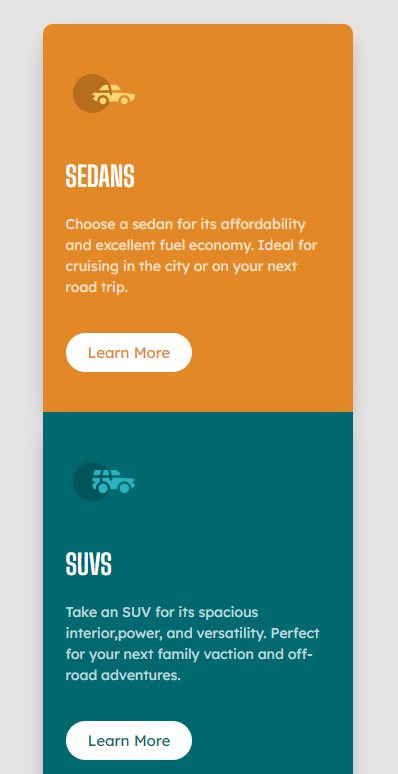 SEDANS
Choose a sedan for its affordability
and excellent fuel economy. Ideal for
cruising in the city or on your next
road trip.
Learn More
SUVS
Take an SUV for its spacious
interior,power, and versatility. Perfect
for your next family vaction and off-
road adventures.
Learn More